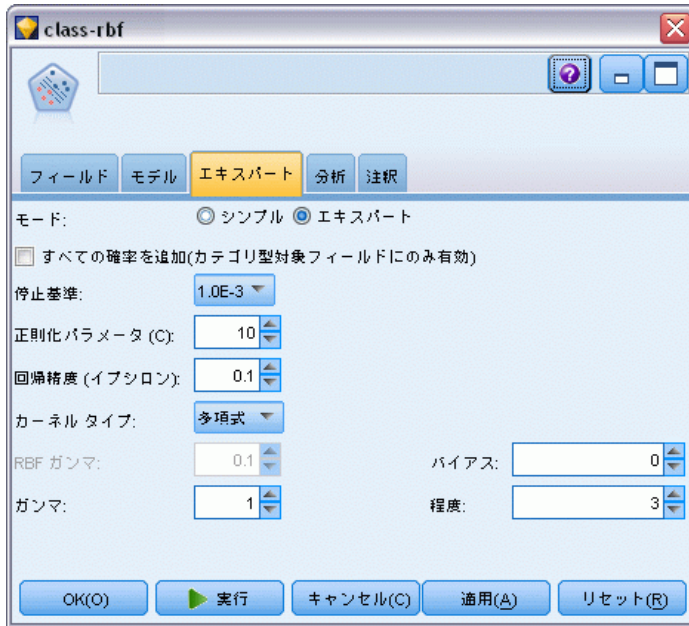 class-rbf
フィールド モデル エキスパート 分析 注釈
モード: シンプル エキスパート
すべての確率を追加(カテゴリ型対象フィールドにのみ有効)
停止基準: 1.0E-3
正則化パラメータ (C): 10
回帰精度 (イプシロン): 0.1
カーネル タイプ: 多項式
RBF ガンマ: 0.1 バイアス: 0
ガンマ: 1 程度: 3
OK(O) 実行 キャンセル(C) 適用(A) リセット(R)